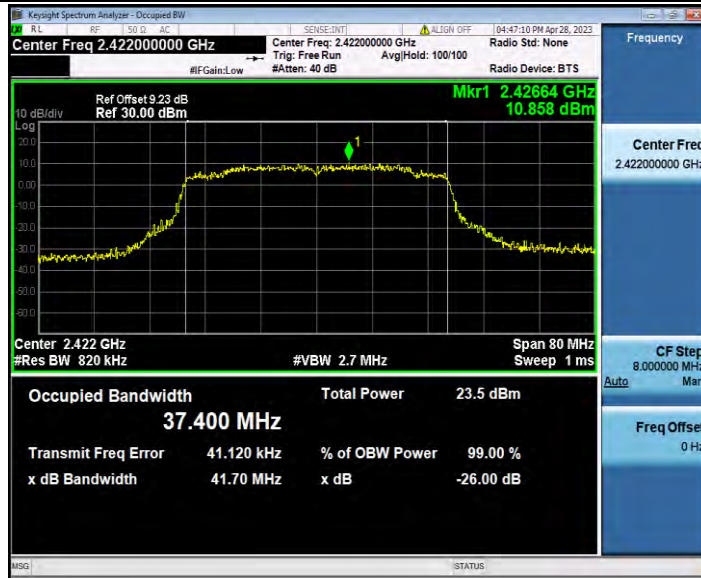 Keysight Spectrum Analyzer - Occupied BW
RL RF 50 Ω AC SENSE:INT ALIGN OFF 04:47:10 PM Apr 28, 2023
Center Freq 2.422000000 GHz
Center Freq: 2.422000000 GHz
Radio Std: None
Trig: Free Run Avg|Hold: 100/100
#IFGain:Low #Atten: 40 dB Radio Device: BTS
Ref Offset 9.23 dB
10 dB/div Ref 30.00 dBm
Mkr1 2.42664 GHz
10.858 dBm
Log
20.0
10.0
0.00
-10.0
-20.0
-30.0
-40.0
-50.0
-60.0
1
Center 2.422 GHz Span 80 MHz
#Res BW 820 kHz #VBW 2.7 MHz Sweep 1 ms
Occupied Bandwidth Total Power 23.5 dBm
37.400 MHz
Transmit Freq Error 41.120 kHz % of OBW Power 99.00 %
x dB Bandwidth 41.70 MHz x dB -26.00 dB
MSG STATUS
Frequency
Center Freq
2.422000000 GHz
CF Step
8.000000 MHz
Auto Man
Freq Offset
0 Hz